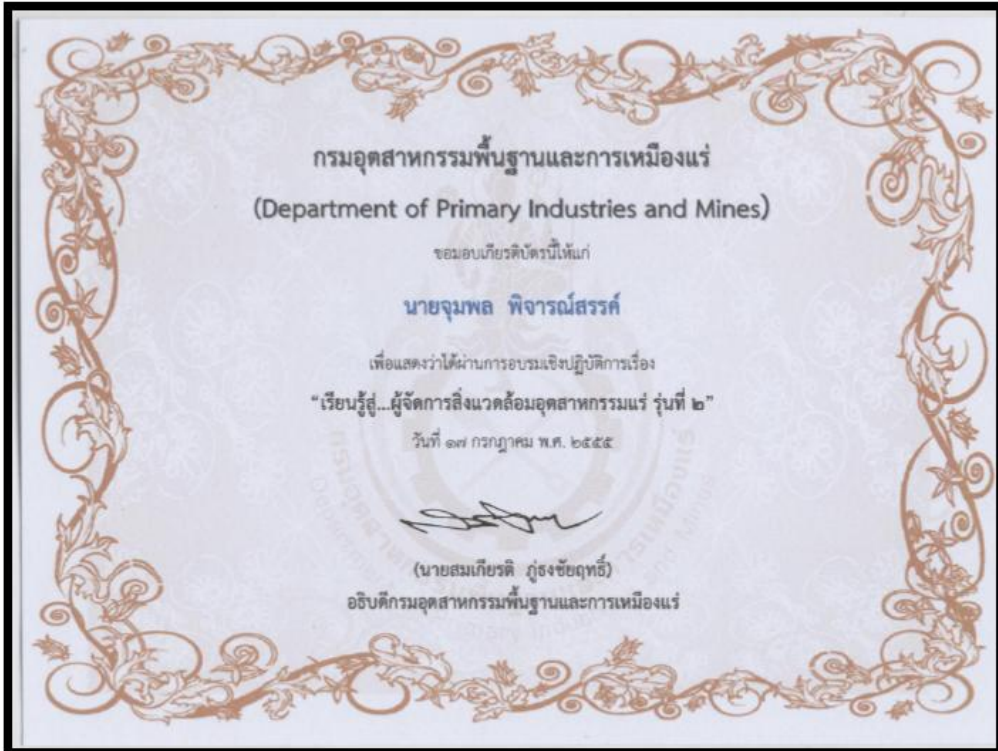 กรมอุตสาหกรรมพื้นฐานและการเหมืองแร่
(Department of Primary Industries and Mines)
ขอมอบเกียรติบัตรนี้ให้แก่
นายจุมพล พิจารณ์สรรค์
เพื่อแสดงว่าได้ผ่านการอบรมเชิงปฏิบัติการเรื่อง
“เรียนรู้สู่...ผู้จัดการสิ่งแวดล้อมอุตสาหกรรมแร่ รุ่นที่ ๒”
วันที่ ๑๗ กรกฎาคม พ.ศ. ๒๕๕๕
(นายสมเกียรติ ภู่ธงชัยฤทธิ์)
อธิบดีกรมอุตสาหกรรมพื้นฐานและการเหมืองแร่